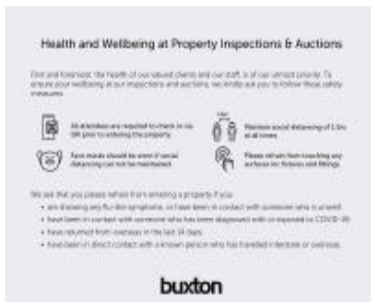 Health and Wellbeing at Property Inspections & Auctions
First and foremost, the health of our valued clients and our staff, is of our utmost priority. To
ensure your wellbeing at our inspections and auctions, we kindly ask you to follow these safety
measures.
All attendees are required to check in via
QR prior to entering the property.
Maintain social distancing of 1.5m
at all times.
Face masks should be worn if social
distancing can not be maintained.
Please refrain from touching any
surfaces inc fixtures and fittings.
We ask that you please refrain from entering a property if you:
• are showing any flu-like symptoms, or have been in contact with someone who is unwell.
• have been in contact with someone who has been diagnosed with or exposed to COVID-19.
• have returned from overseas in the last 14 days.
• have been in direct contact with a known person who has travelled interstate or overseas.
buxton